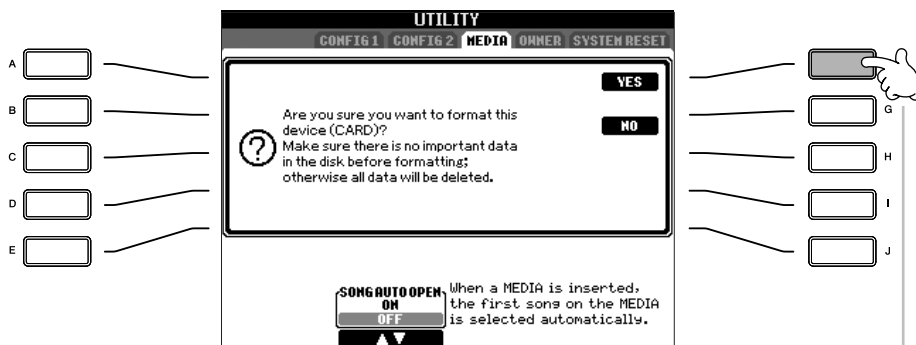 UTILITY
CONFIG 1 CONFIG 2 MEDIA OWNER SYSTEM RESET
A
B
C
D
E
YES
NO
Are you sure you want to format this
device (CARD)?
Make sure there is no important data
in the disk before formatting;
otherwise all data will be deleted.
?
G
H
I
J
SONG AUTO OPEN
ON
OFF
When a MEDIA is inserted,
the first song on the MEDIA
is selected automatically.